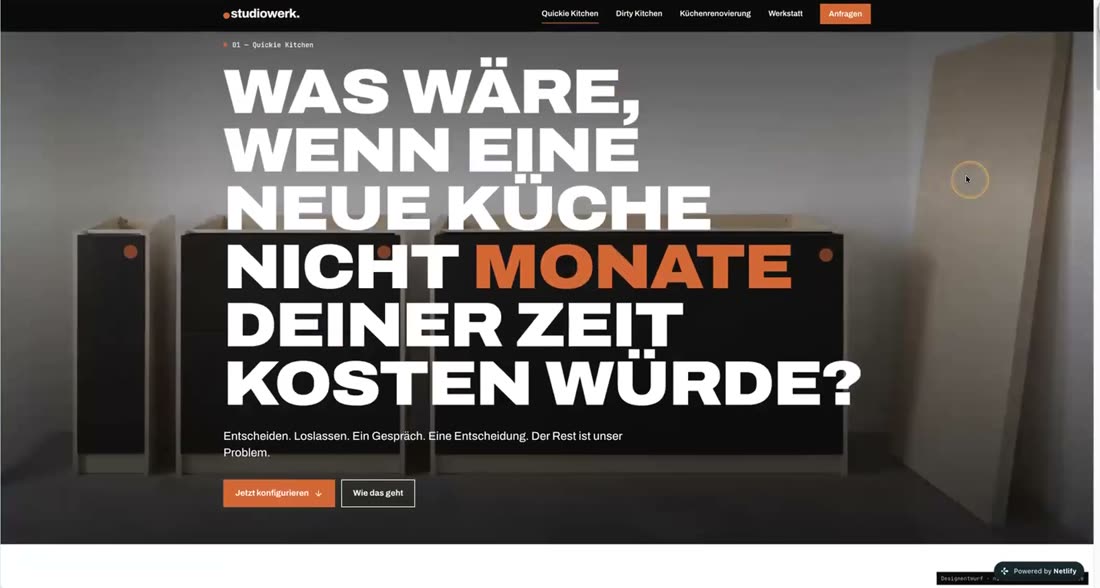 studiowerk.
Quickie Kitchen Dirty Kitchen Küchenrenovierung Werkstatt Anfragen
01 — Quickie Kitchen
WAS WÄRE,
WENN EINE
NEUE KÜCHE
NICHT MONATE
DEINER ZEIT
KOSTEN WÜRDE?
Entscheiden. Loslassen. Ein Gespräch. Eine Entscheidung. Der Rest ist unser
Problem.
Jetzt konfigurieren ↓ Wie das geht
Powered by Netlify